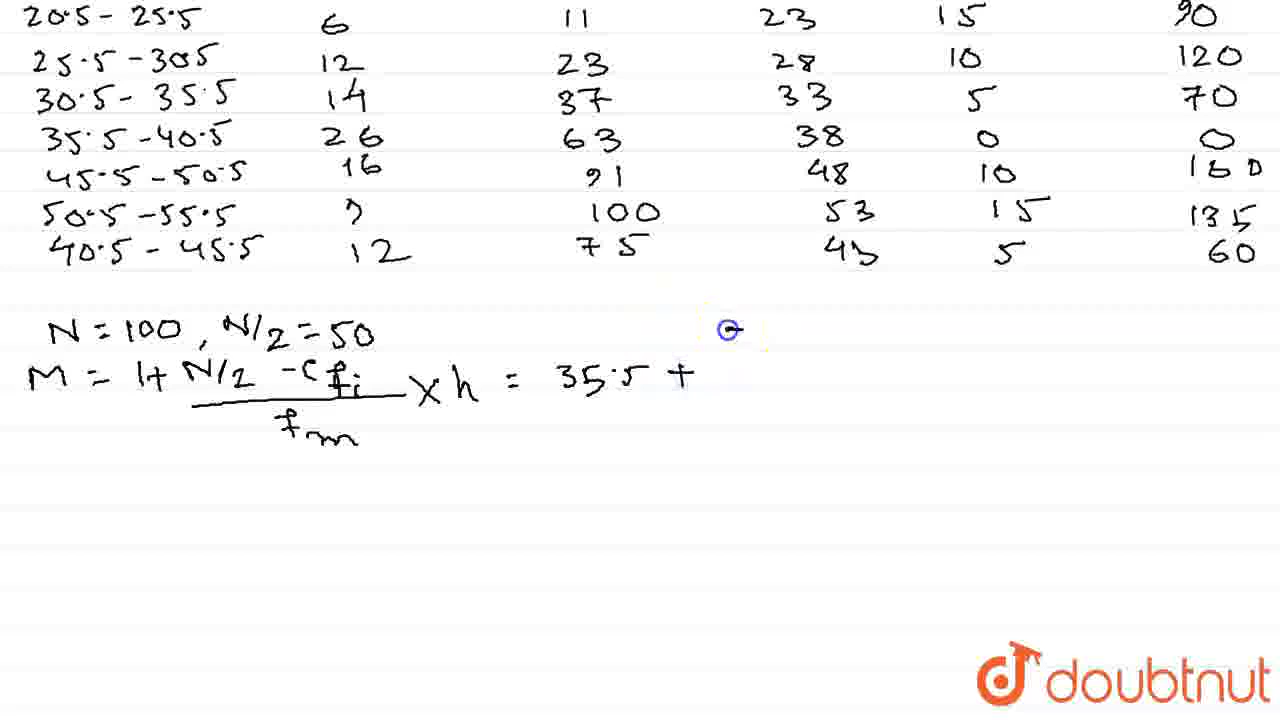 20.5 - 25.5 6 11 23 15 90
25.5 - 30.5 12 23 28 10 120
30.5 - 35.5 14 37 33 5 70
35.5 - 40.5 26 63 38 0 0
45.5 - 50.5 16 91 48 10 160
50.5 - 55.5 9 100 53 15 135
40.5 - 45.5 12 75 43 5 60
N = 100, N/2 = 50
M = l + N/2 - cfi / fm × h = 35.5 +
doubtnut